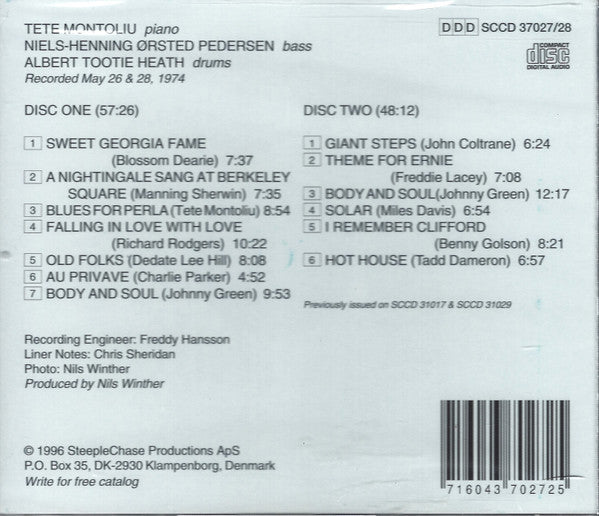 TETE MONTOLIU piano
NIELS-HENNING ØRSTED PEDERSEN bass
ALBERT TOOTIE HEATH drums
Recorded May 26 & 28, 1974
DDD SCCD 37027/28
COMPACT
disc
DIGITAL AUDIO
DISC ONE (57:26)
1 SWEET GEORGIA FAME
(Blossom Dearie) 7:37
2 A NIGHTINGALE SANG AT BERKELEY
SQUARE (Manning Sherwin) 7:35
3 BLUES FOR PERLA (Tete Montoliu) 8:54
4 FALLING IN LOVE WITH LOVE
(Richard Rodgers) 10:22
5 OLD FOLKS (Dedate Lee Hill) 8:08
6 AU PRIVAVE (Charlie Parker) 4:52
7 BODY AND SOUL (Johnny Green) 9:53
DISC TWO (48:12)
1 GIANT STEPS (John Coltrane) 6:24
2 THEME FOR ERNIE
(Freddie Lacey) 7:08
3 BODY AND SOUL (Johnny Green) 12:17
4 SOLAR (Miles Davis) 6:54
5 I REMEMBER CLIFFORD
(Benny Golson) 8:21
6 HOT HOUSE (Tadd Dameron) 6:57
Previously issued on SCCD 31017 & SCCD 31029
Recording Engineer: Freddy Hansson
Liner Notes: Chris Sheridan
Photo: Nils Winther
Produced by Nils Winther
© 1996 SteepleChase Productions ApS
P.O. Box 35, DK-2930 Klampenborg, Denmark
Write for free catalog
716043 702725